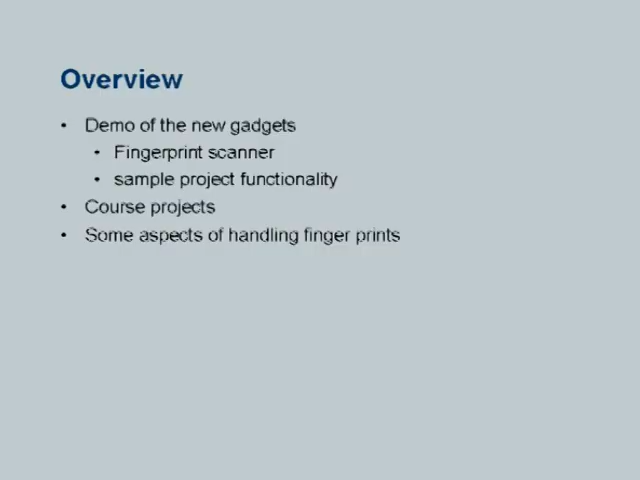 Overview
• Demo of the new gadgets
• Fingerprint scanner
• sample project functionality
• Course projects
• Some aspects of handling finger prints